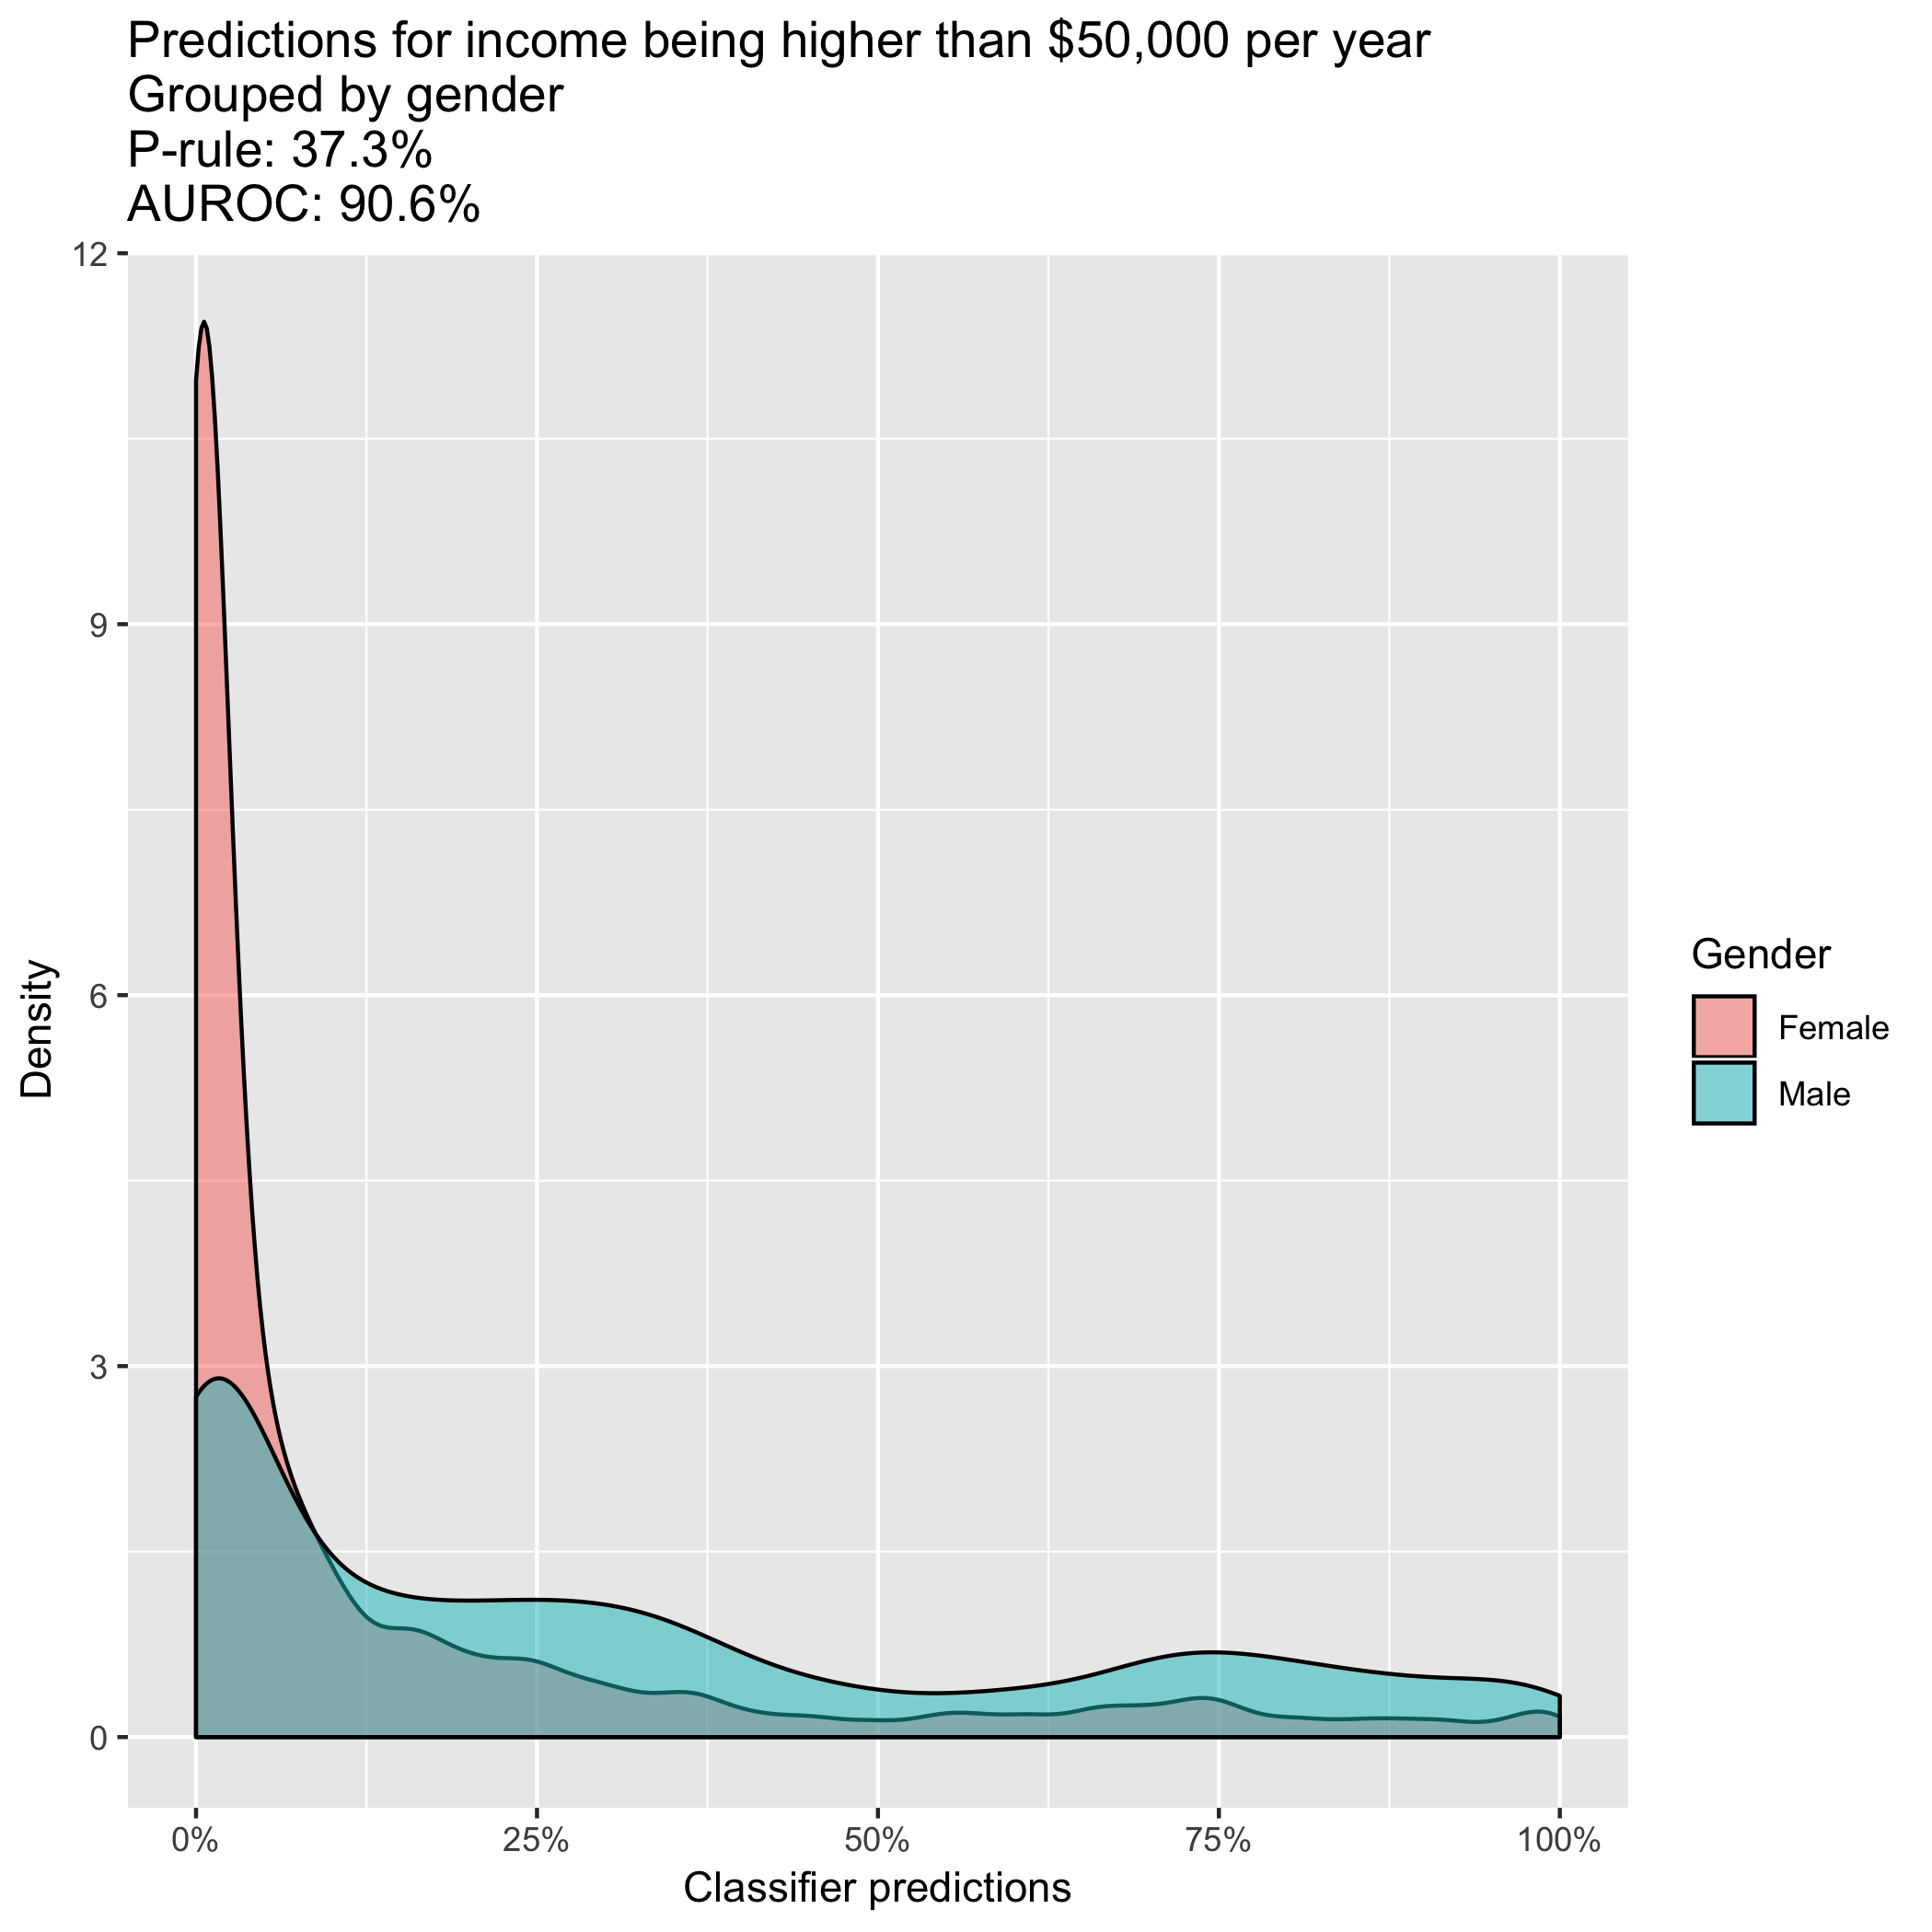 Predictions for income being higher than $50,000 per year
Grouped by gender
P-rule: 37.3%
AUROC: 90.6%
12
9
6
3
0
Density
0%
25%
50%
75%
100%
Classifier predictions
Gender
Female
Male